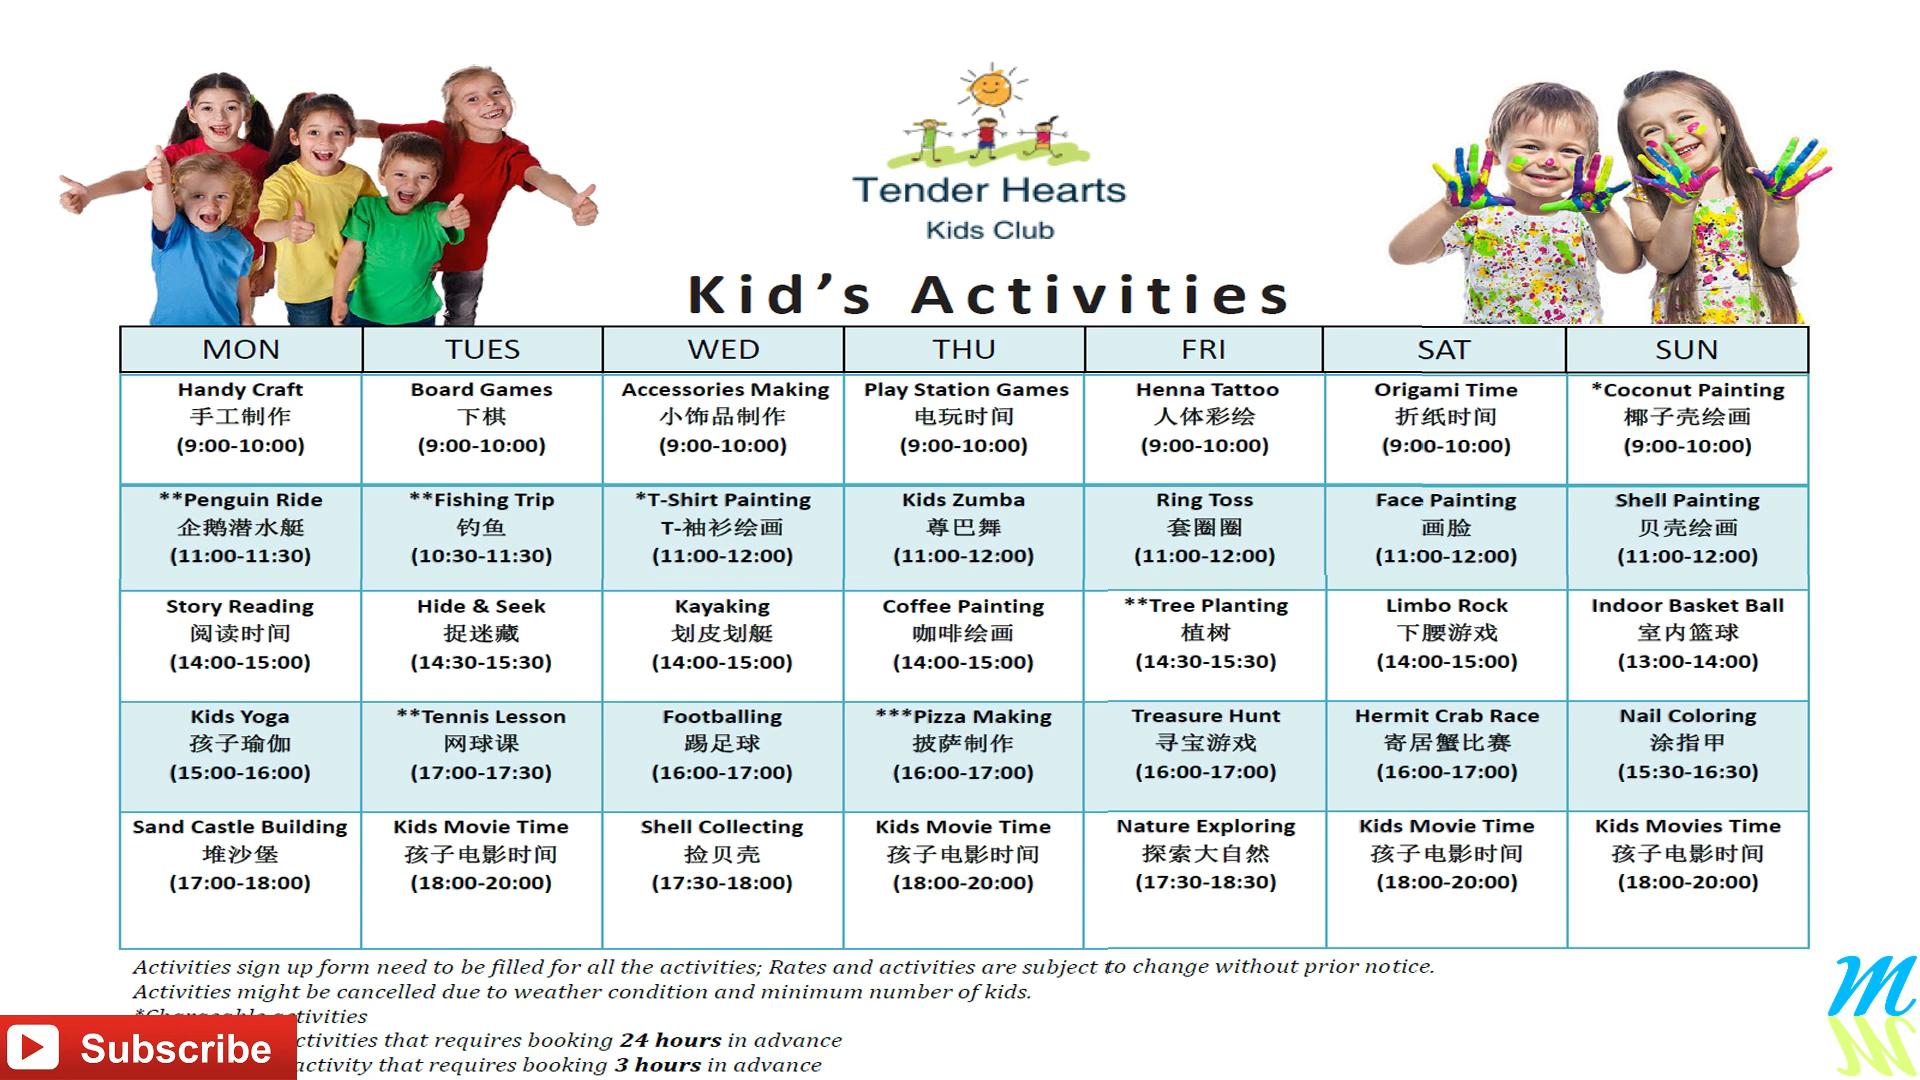 Tender Hearts
Kids Club
Kid's Activities
MON TUES WED THU FRI SAT SUN
Handy Craft Board Games Accessories Making Play Station Games Henna Tattoo Origami Time *Coconut Painting
手工制作 下棋 小饰品制作 电玩时间 人体彩绘 折纸时间 椰子壳绘画
(9:00-10:00) (9:00-10:00) (9:00-10:00) (9:00-10:00) (9:00-10:00) (9:00-10:00) (9:00-10:00)
**Penguin Ride **Fishing Trip *T-Shirt Painting Kids Zumba Ring Toss Face Painting Shell Painting
企鹅潜水艇 钓鱼 T-袖衫绘画 尊巴舞 套圈圈 画脸 贝壳绘画
(11:00-11:30) (10:30-11:30) (11:00-12:00) (11:00-12:00) (11:00-12:00) (11:00-12:00) (11:00-12:00)
Story Reading Hide & Seek Kayaking Coffee Painting **Tree Planting Limbo Rock Indoor Basket Ball
阅读时间 捉迷藏 划皮划艇 咖啡绘画 植树 下腰游戏 室内篮球
(14:00-15:00) (14:30-15:30) (14:00-15:00) (14:00-15:00) (14:30-15:30) (14:00-15:00) (13:00-14:00)
Kids Yoga **Tennis Lesson Footballing ***Pizza Making Treasure Hunt Hermit Crab Race Nail Coloring
孩子瑜伽 网球课 踢足球 披萨制作 寻宝游戏 寄居蟹比赛 涂指甲
(15:00-16:00) (17:00-17:30) (16:00-17:00) (16:00-17:00) (16:00-17:00) (16:00-17:00) (15:30-16:30)
Sand Castle Building Kids Movie Time Shell Collecting Kids Movie Time Nature Exploring Kids Movie Time Kids Movies Time
堆沙堡 孩子电影时间 捡贝壳 孩子电影时间 探索大自然 孩子电影时间 孩子电影时间
(17:00-18:00) (18:00-20:00) (17:30-18:00) (18:00-20:00) (17:30-18:30) (18:00-20:00) (18:00-20:00)
Activities sign up form need to be filled for all the activities; Rates and activities are subject to change without prior notice.
Activities might be cancelled due to weather condition and minimum number of kids.
*Chargeable activities
ctivities that requires booking 24 hours in advance
activity that requires booking 3 hours in advance
Subscribe